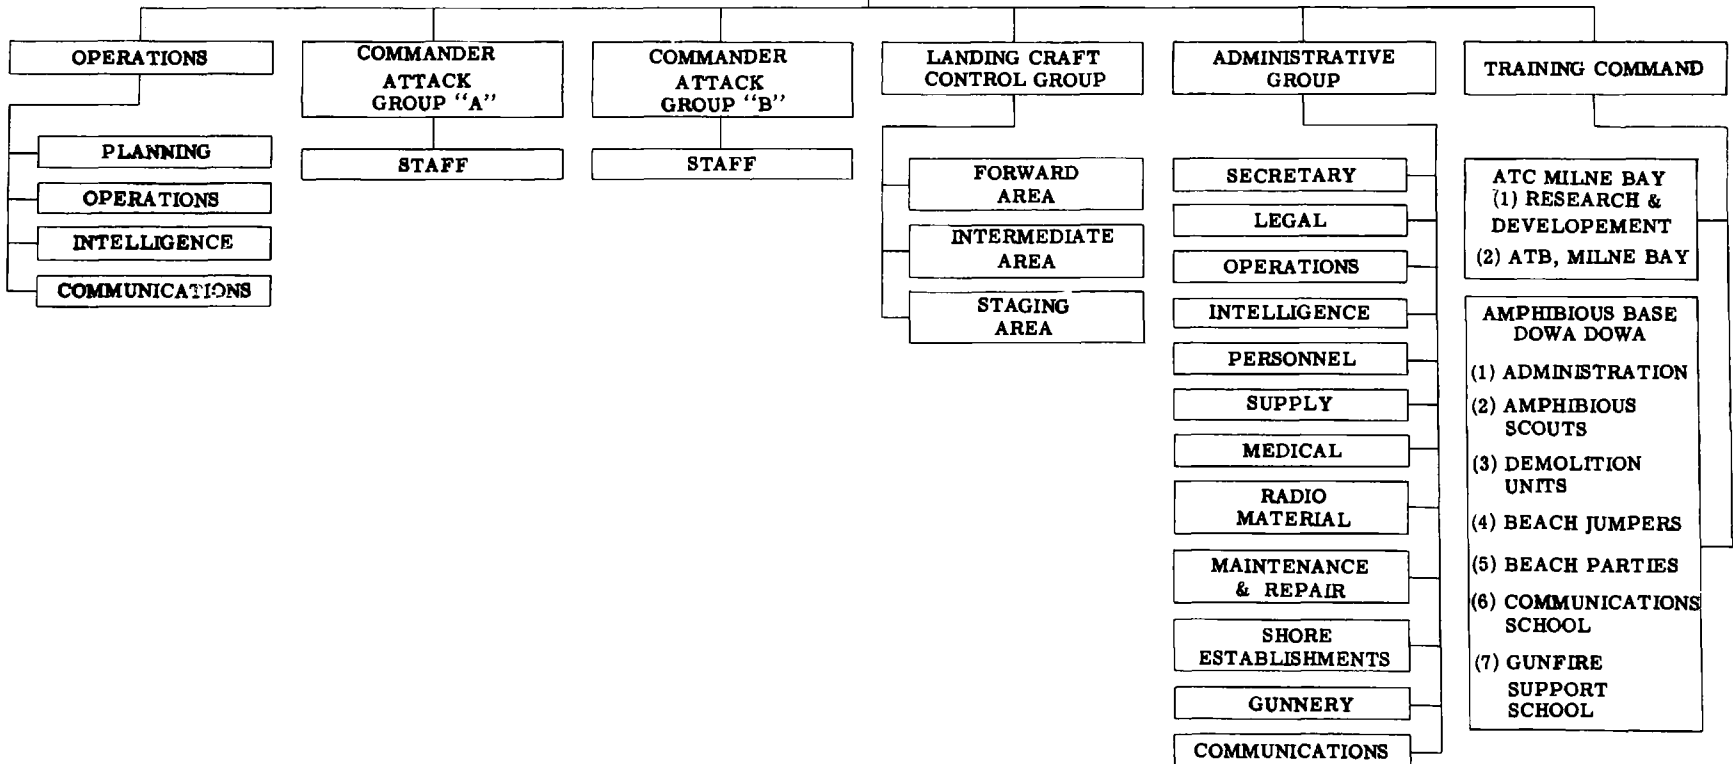 OPERATIONS
PLANNING
OPERATIONS
INTELLIGENCE
COMMUNICATIONS
COMMANDER
ATTACK
GROUP "A"
STAFF
COMMANDER
ATTACK
GROUP "B"
STAFF
LANDING CRAFT
CONTROL GROUP
FORWARD
AREA
INTERMEDIATE
AREA
STAGING
AREA
ADMINISTRATIVE
GROUP
SECRETARY
LEGAL
OPERATIONS
INTELLIGENCE
PERSONNEL
SUPPLY
MEDICAL
RADIO
MATERIAL
MAINTENANCE
& REPAIR
SHORE
ESTABLISHMENTS
GUNNERY
COMMUNICATIONS
TRAINING COMMAND
ATC MILNE BAY
(1) RESEARCH &
DEVELOPEMENT
(2) ATB, MILNE BAY
AMPHIBIOUS BASE
DOWA DOWA
(1) ADMINISTRATION
(2) AMPHIBIOUS
SCOUTS
(3) DEMOLITION
UNITS
(4) BEACH JUMPERS
(5) BEACH PARTIES
(6) COMMUNICATIONS
SCHOOL
(7) GUNFIRE
SUPPORT
SCHOOL